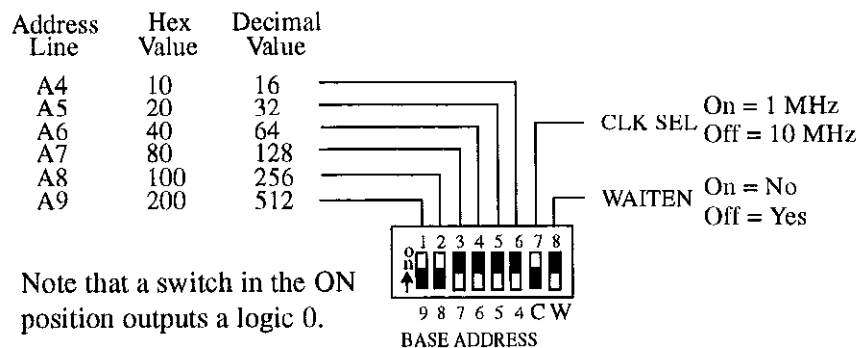 Address Hex Decimal
Line Value Value
A4 10 16
A5 20 32
A6 40 64
A7 80 128
A8 100 256
A9 200 512
CLK SEL On = 1 MHz
Off = 10 MHz
WAITEN On = No
Off = Yes
1 2 3 4 5 6 7 8
on
9 8 7 6 5 4 C W
BASE ADDRESS
Note that a switch in the ON
position outputs a logic 0.